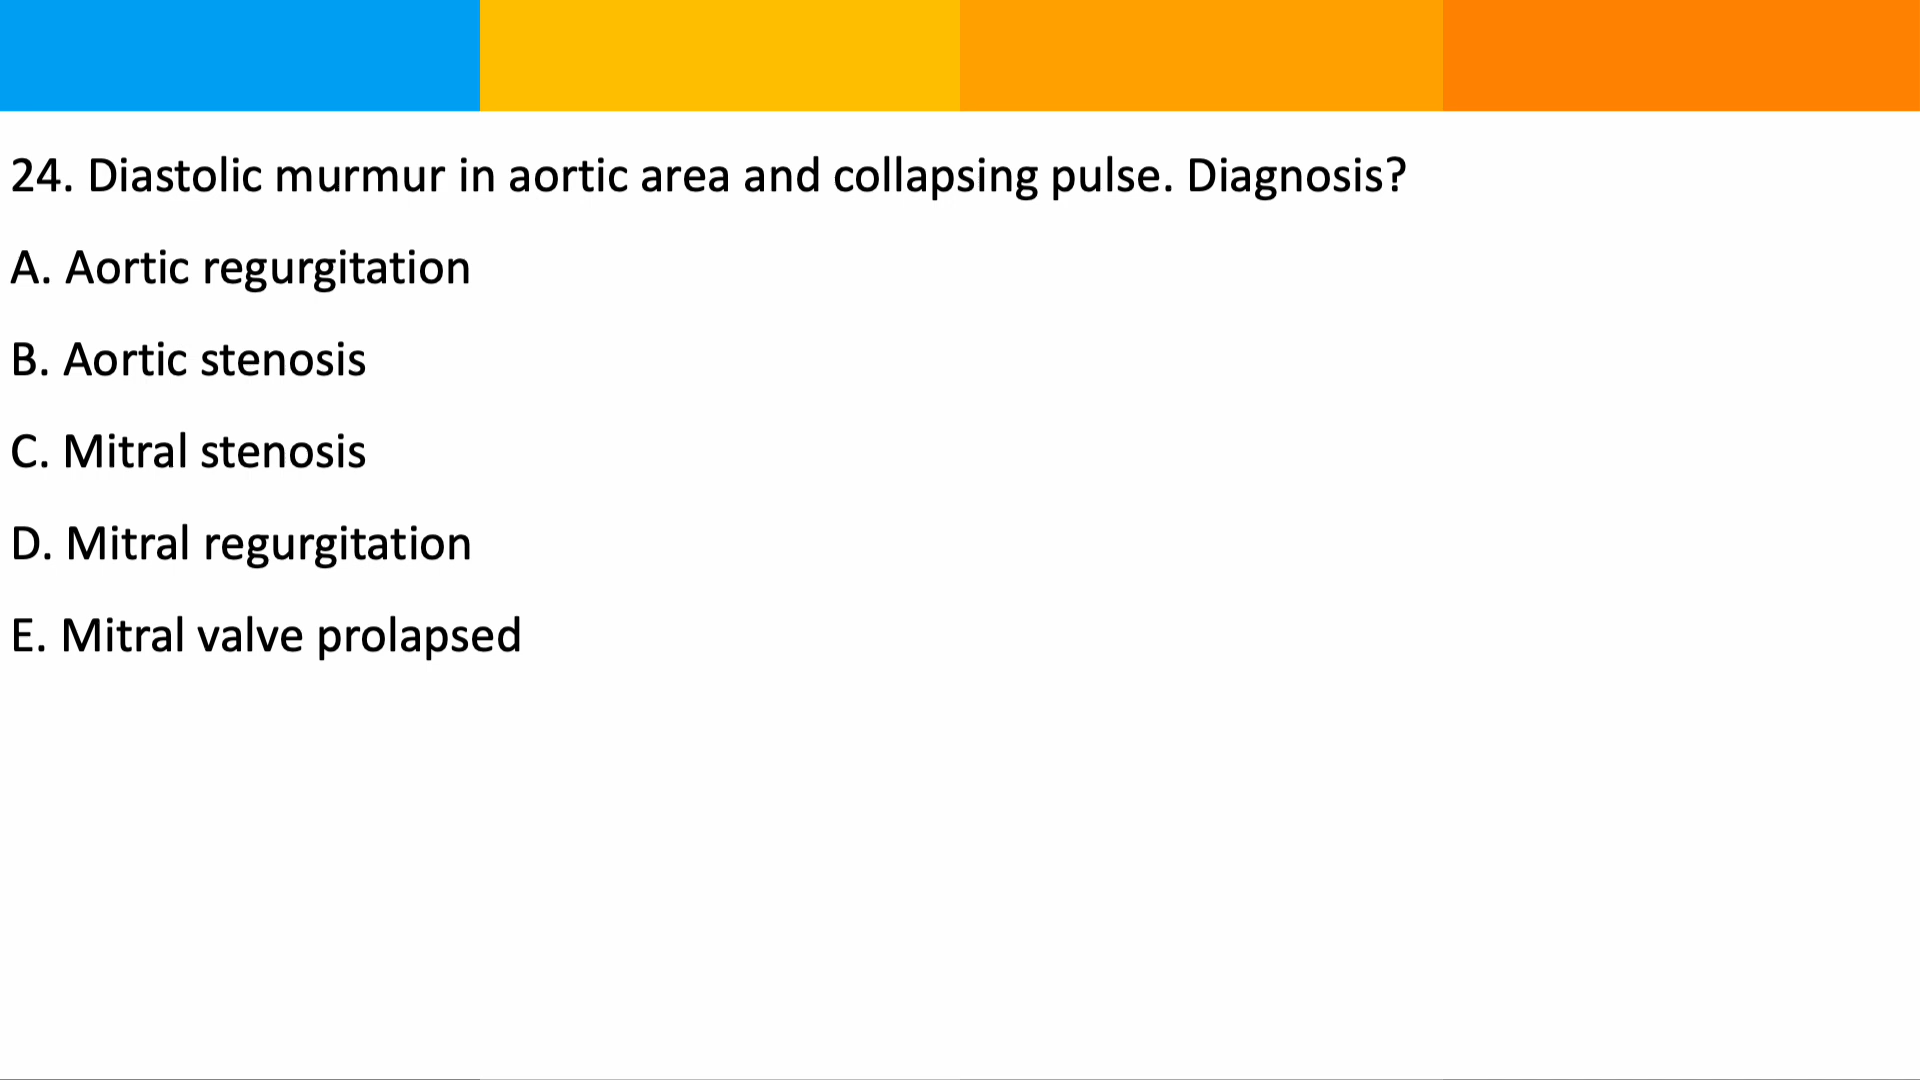 24. Diastolic murmur in aortic area and collapsing pulse. Diagnosis?
A. Aortic regurgitation
B. Aortic stenosis
C. Mitral stenosis
D. Mitral regurgitation
E. Mitral valve prolapsed